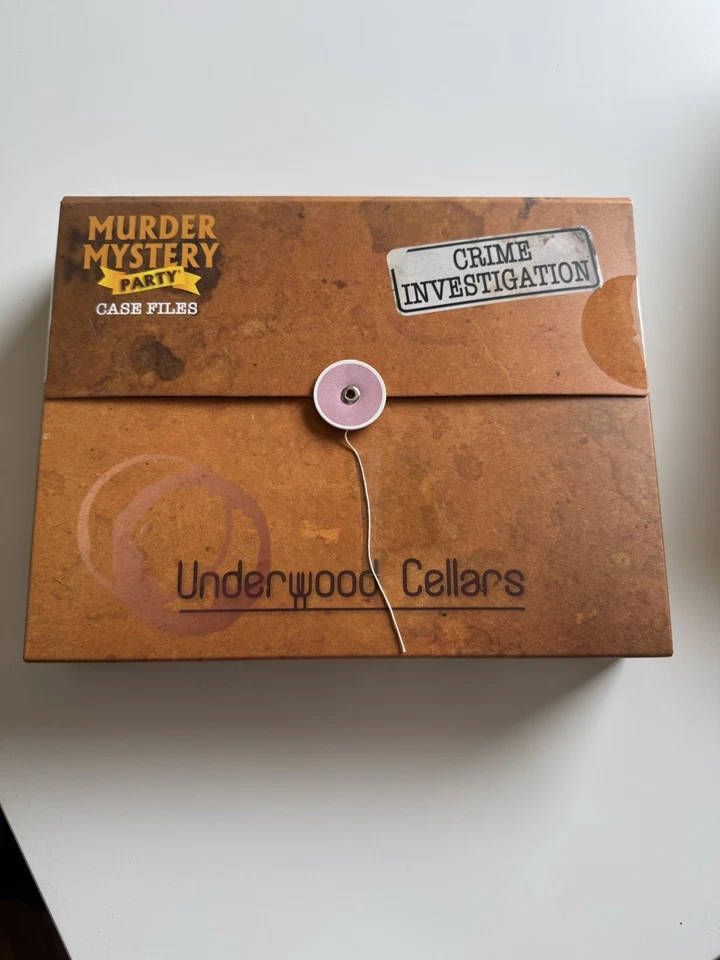 MURDER
MYSTERY
PARTY
CASE FILES
CRIME
INVESTIGATION
Underwood Cellars